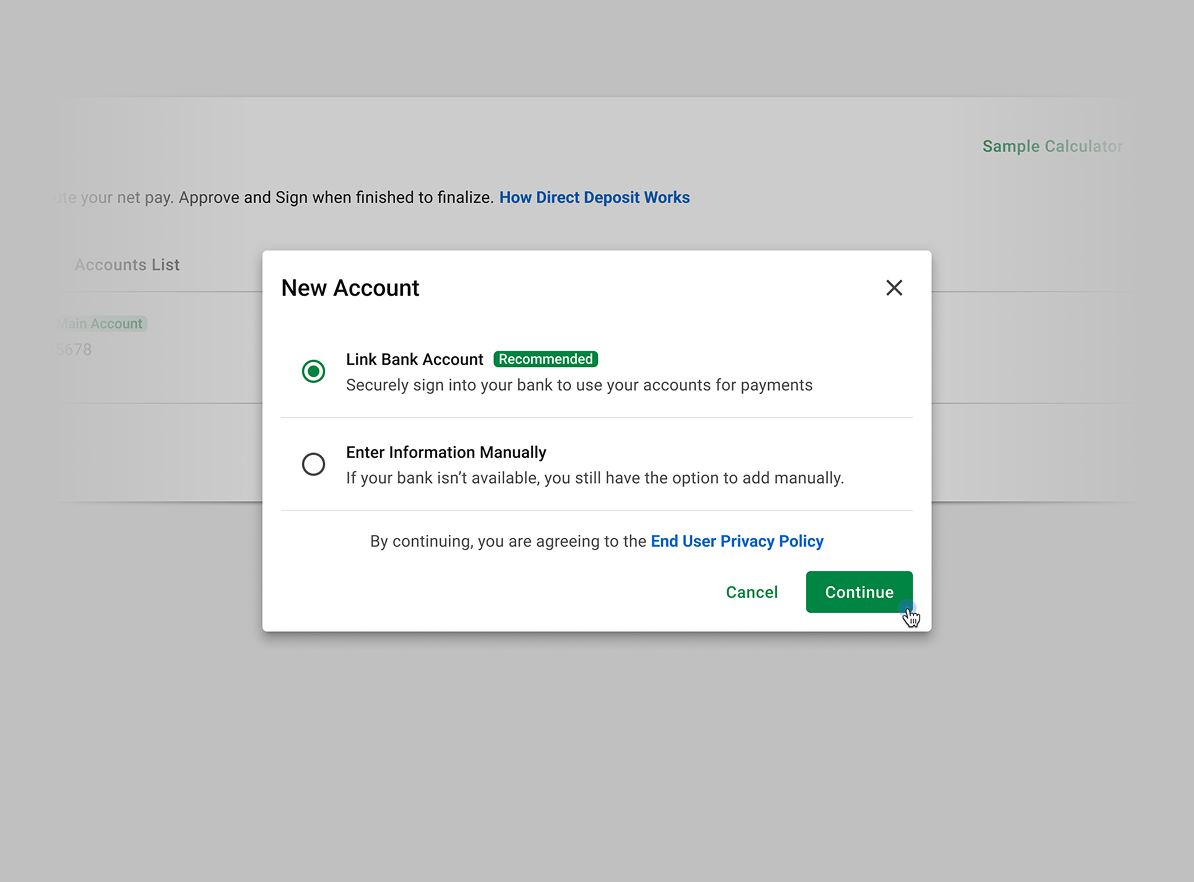 Sample Calculator
your net pay. Approve and Sign when finished to finalize. How Direct Deposit Works
Accounts List
Main Account
5678
New Account
Link Bank Account Recommended
Securely sign into your bank to use your accounts for payments
Enter Information Manually
If your bank isn’t available, you still have the option to add manually.
By continuing, you are agreeing to the End User Privacy Policy
Cancel Continue